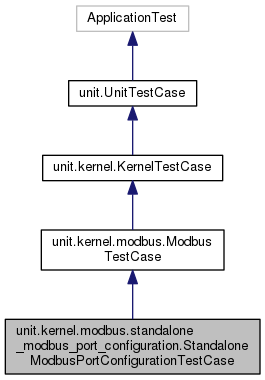 ApplicationTest
unit.UnitTestCase
unit.kernel.KernelTestCase
unit.kernel.modbus.Modbus
TestCase
unit.kernel.modbus.standalone
_modbus_port_configuration.Standalone
ModbusPortConfigurationTestCase